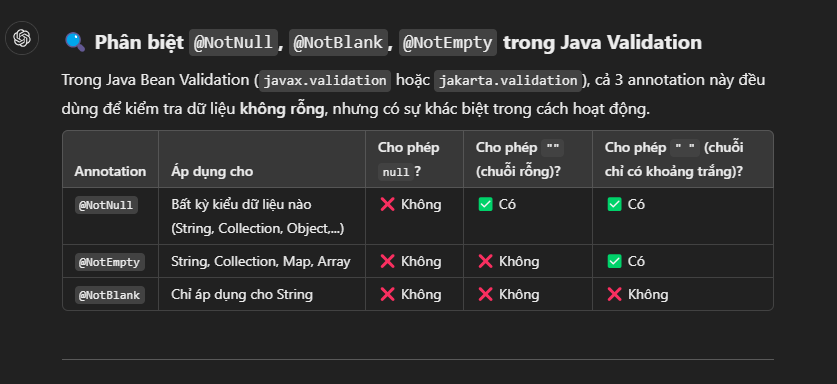 🔍 Phân biệt @NotNull, @NotBlank, @NotEmpty trong Java Validation
Trong Java Bean Validation (javax.validation hoặc jakarta.validation), cả 3 annotation này đều
dùng để kiểm tra dữ liệu không rỗng, nhưng có sự khác biệt trong cách hoạt động.
Annotation Áp dụng cho Cho phép null? Cho phép "" (chuỗi rỗng)? Cho phép " " (chuỗi chỉ có khoảng trắng)?
@NotNull Bất kỳ kiểu dữ liệu nào (String, Collection, Object,...) ❌ Không ✅ Có ✅ Có
@NotEmpty String, Collection, Map, Array ❌ Không ❌ Không ✅ Có
@NotBlank Chỉ áp dụng cho String ❌ Không ❌ Không ❌ Không